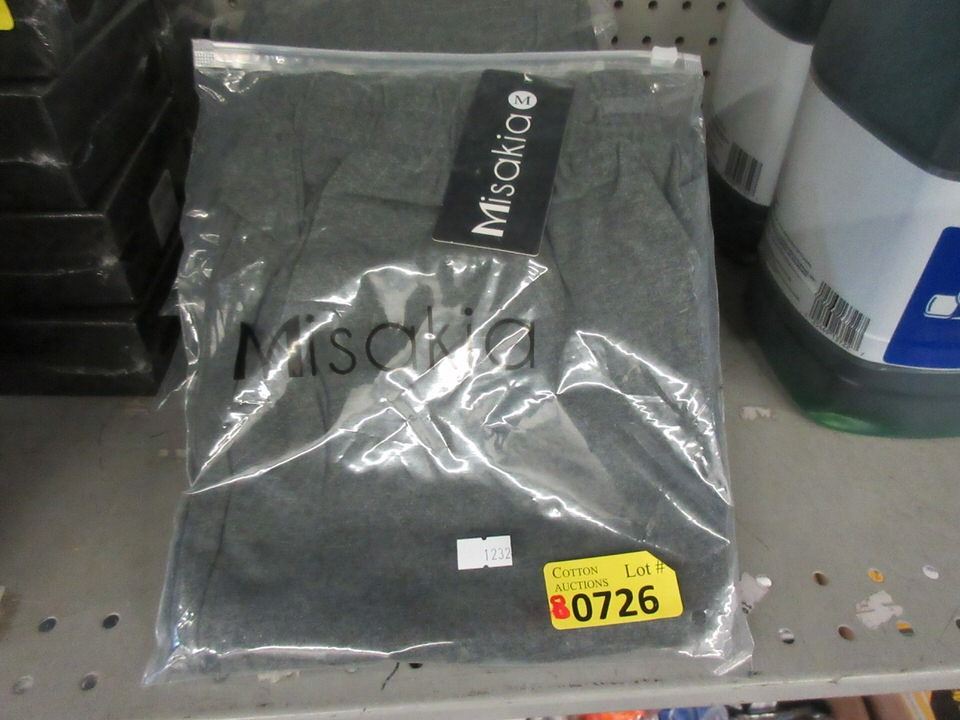 Misakia M
Misakia
1232
COTTON
AUCTIONS
Lot #
80726